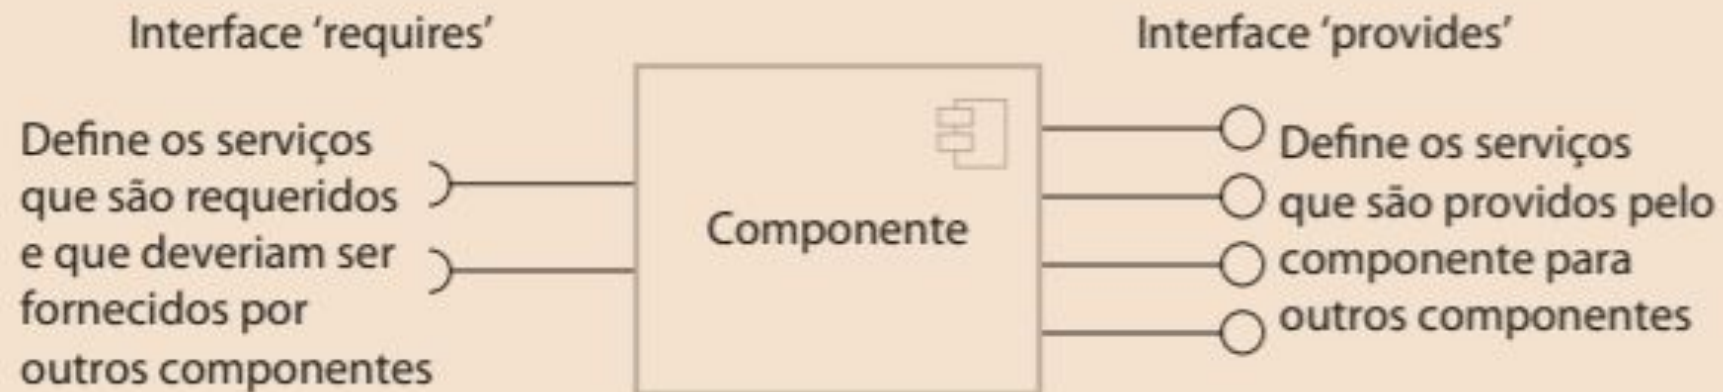 Interface ‘requires’
Define os serviços
que são requeridos
e que deveriam ser
fornecidos por
outros componentes
Componente
Interface ‘provides’
Define os serviços
que são providos pelo
componente para
outros componentes